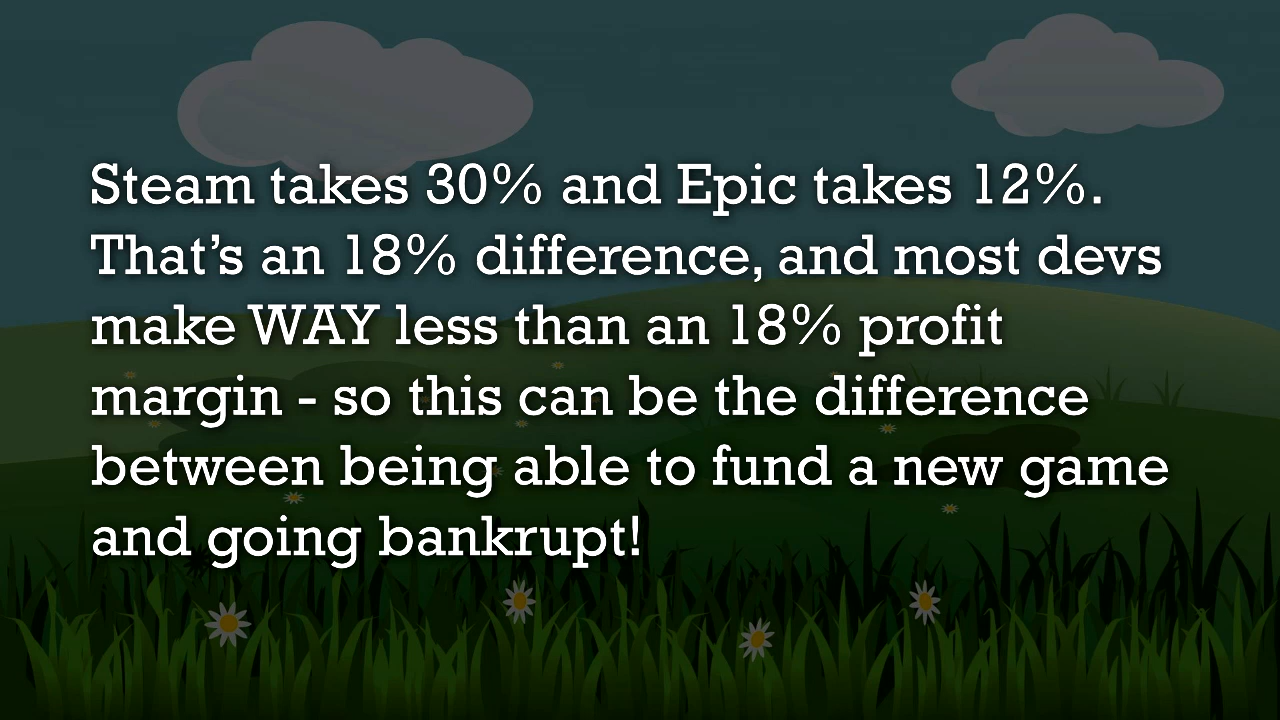 Steam takes 30% and Epic takes 12%.
That’s an 18% difference, and most devs
make WAY less than an 18% profit
margin - so this can be the difference
between being able to fund a new game
and going bankrupt!